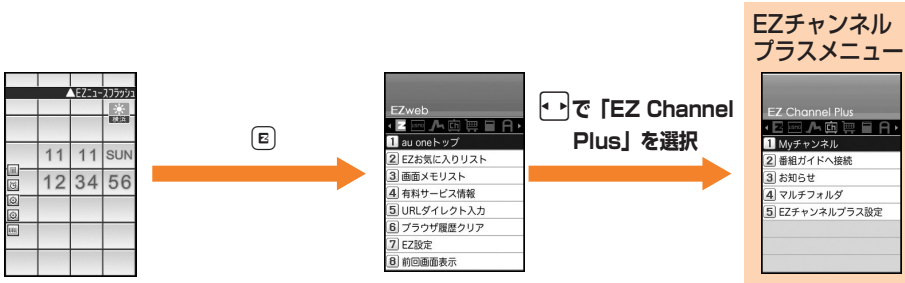 EZチャンネル
プラスメニュー
▲EZニュースフラッシュ
横浜
11 11 SUN
12 34 56
EZweb
1 au oneトップ
2 EZお気に入りリスト
3 画面メモリスト
4 有料サービス情報
5 URLダイレクト入力
6 ブラウザ履歴クリア
7 EZ設定
8 前回画面表示
で「EZ Channel
Plus」を選択
EZ Channel Plus
1 Myチャンネル
2 番組ガイドへ接続
3 お知らせ
4 マルチフォルダ
5 EZチャンネルプラス設定